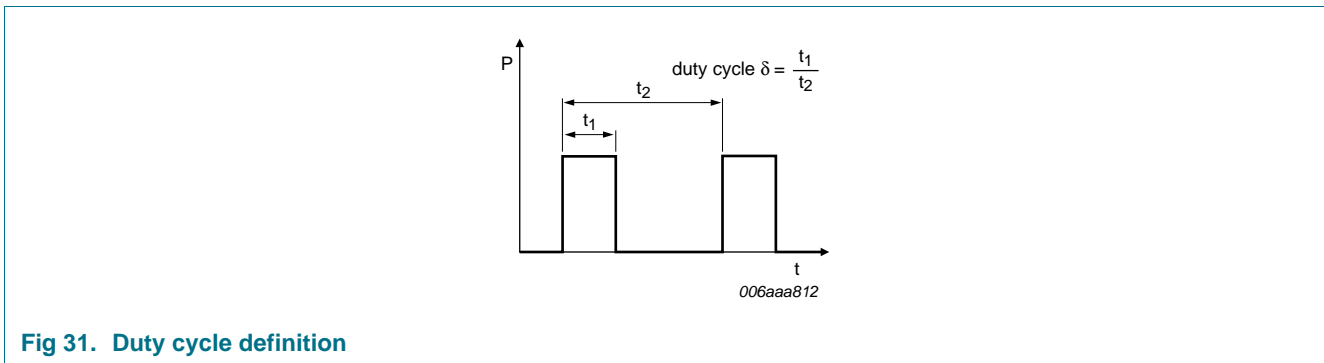 P
duty cycle δ = t1
t2
t2
t1
t
006aaa812
Fig 31. Duty cycle definition